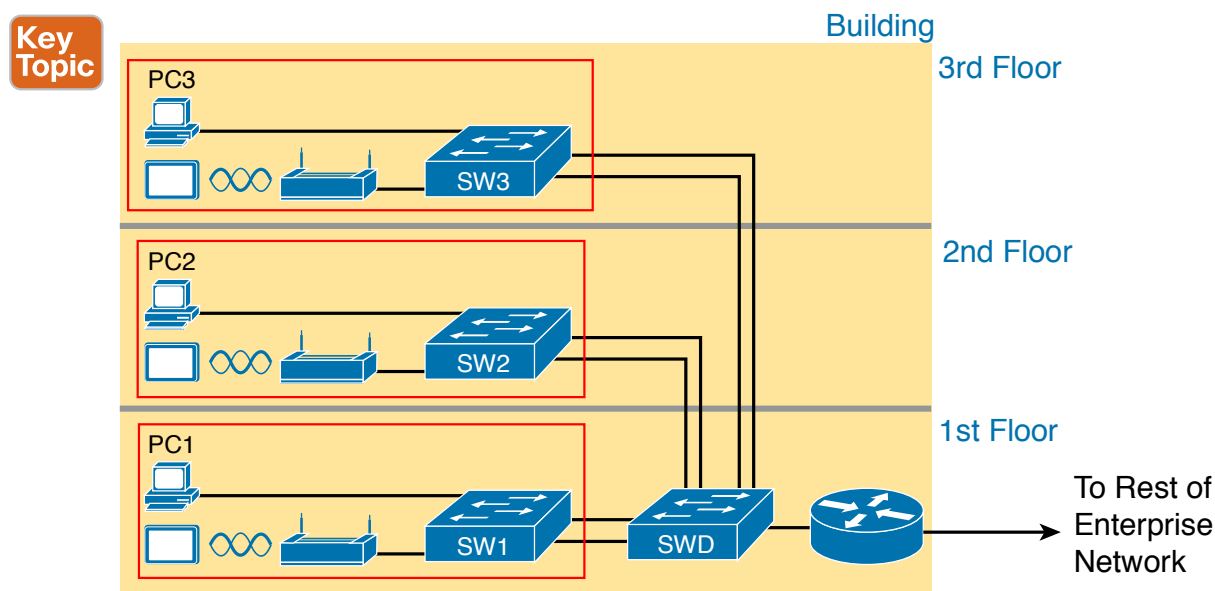 Key
Topic
Building
3rd Floor
PC3
SW3
2nd Floor
PC2
SW2
1st Floor
PC1
SW1
SWD
To Rest of
Enterprise
Network